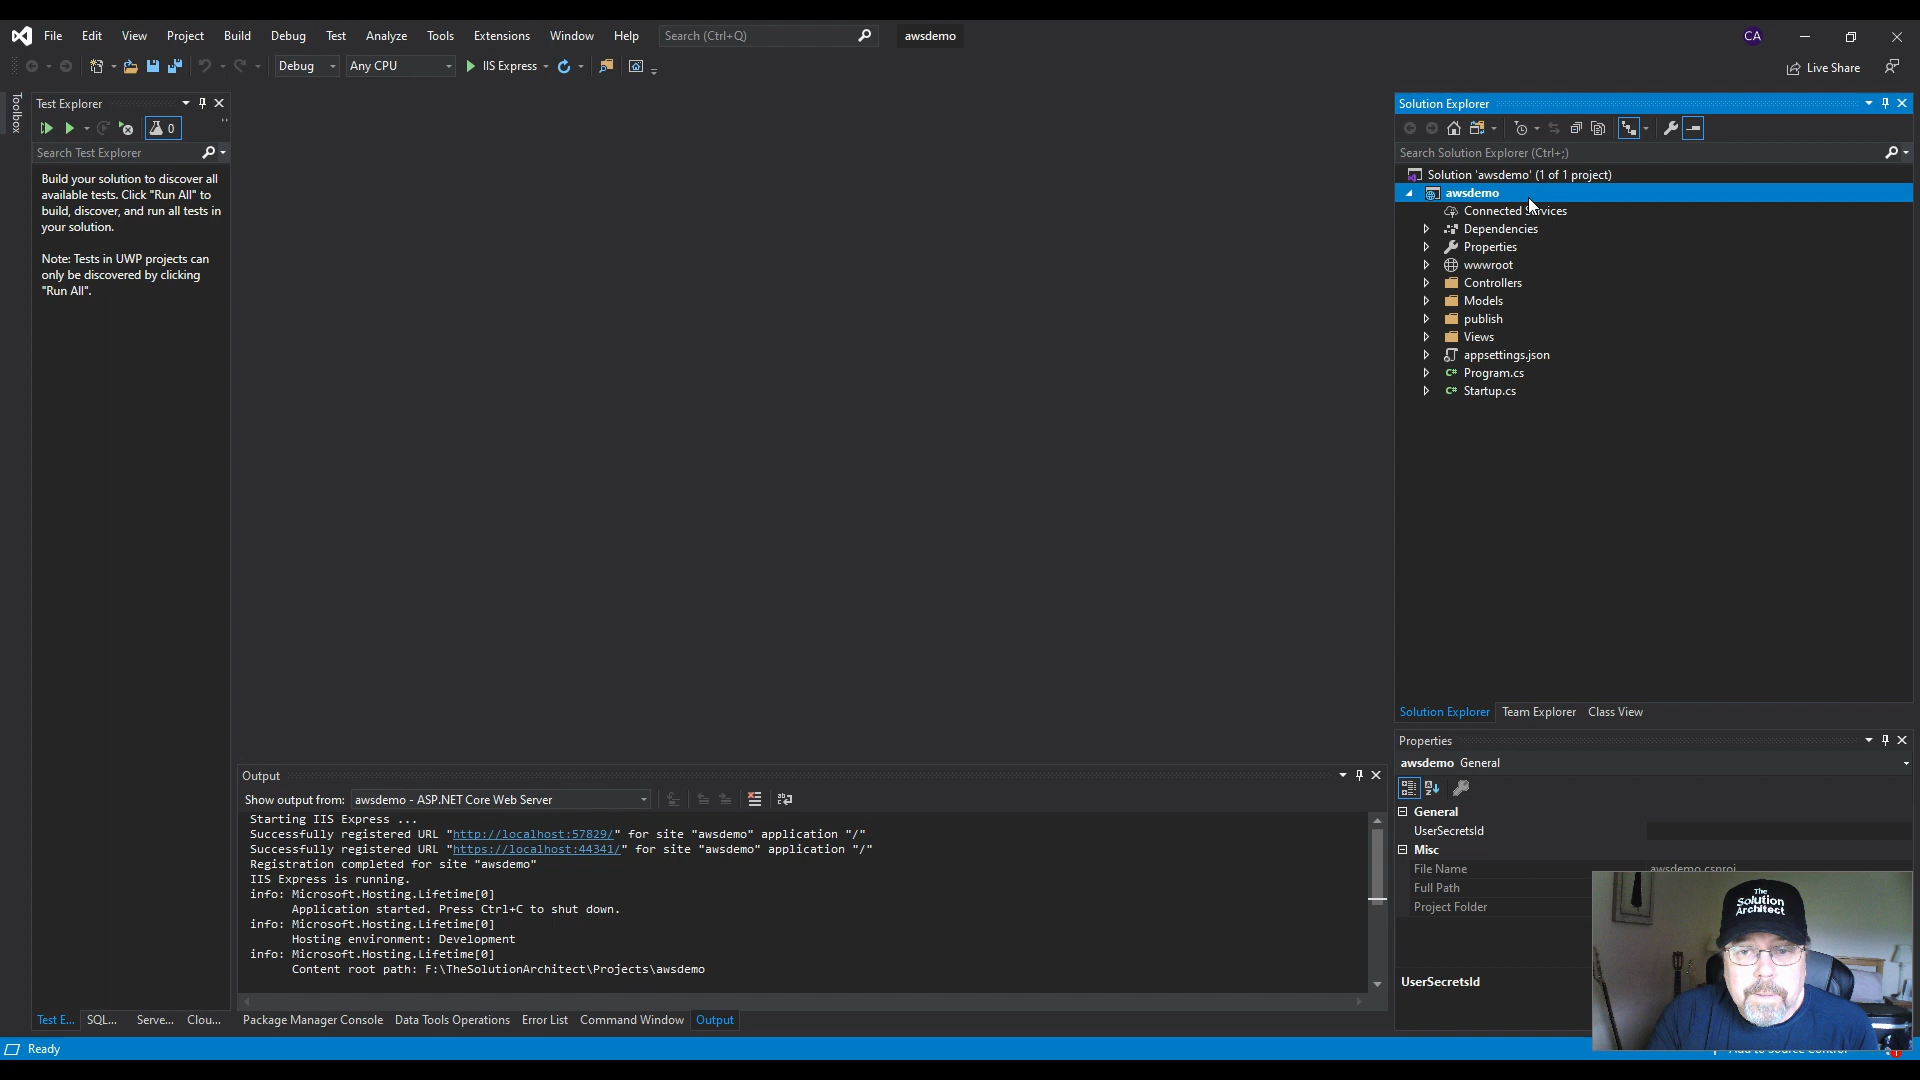 File Edit View Project Build Debug Test Analyze Tools Extensions Window Help Search (Ctrl+Q) awsdemo CA
Debug Any CPU IIS Express Live Share
Toolbox
Test Explorer
0
Search Test Explorer
Build your solution to discover all
available tests. Click "Run All" to
build, discover, and run all tests in
your solution.
Note: Tests in UWP projects can
only be discovered by clicking
"Run All".
Solution Explorer
Search Solution Explorer (Ctrl+;)
Solution 'awsdemo' (1 of 1 project)
awsdemo
Connected Services
Dependencies
Properties
wwwroot
Controllers
Models
publish
Views
appsettings.json
C# Program.cs
C# Startup.cs
Solution Explorer Team Explorer Class View
Properties
awsdemo General
General
UserSecretsId
Misc
File Name awsdemo.csproj
Full Path
Project Folder
UserSecretsId
Output
Show output from: awsdemo - ASP.NET Core Web Server
Starting IIS Express ...
Successfully registered URL "http://localhost:57829/" for site "awsdemo" application "/"
Successfully registered URL "https://localhost:44341/" for site "awsdemo" application "/"
Registration completed for site "awsdemo"
IIS Express is running.
info: Microsoft.Hosting.Lifetime[0]
Application started. Press Ctrl+C to shut down.
info: Microsoft.Hosting.Lifetime[0]
Hosting environment: Development
info: Microsoft.Hosting.Lifetime[0]
Content root path: F:\TheSolutionArchitect\Projects\awsdemo
Test E... SQL... Serve... Clou... Package Manager Console Data Tools Operations Error List Command Window Output
Ready
Add to Source Control
The
Solution
Architect